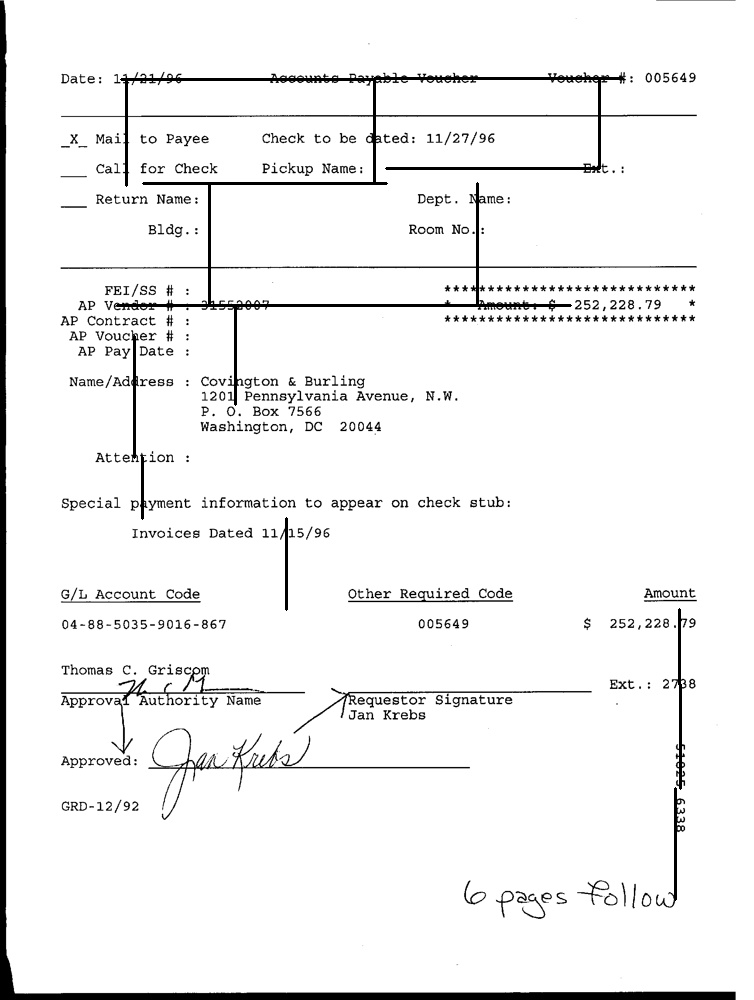 Date: 11/21/96 Accounts Payable Voucher Voucher #: 005649
_X_ Mail to Payee Check to be dated: 11/27/96
___ Call for Check Pickup Name: Ext.:
___ Return Name: Dept. Name:
Bldg.: Room No.:
FEI/SS # : *****************************
AP Vendor # : 31552007 * Amount: $ 252,228.79 *
AP Contract # : *****************************
AP Voucher # :
AP Pay Date :
Name/Address : Covington & Burling
1201 Pennsylvania Avenue, N.W.
P. O. Box 7566
Washington, DC 20044
Attention :
Special payment information to appear on check stub:
Invoices Dated 11/15/96
G/L Account Code Other Required Code Amount
04-88-5035-9016-867 005649 $ 252,228.79
Thomas C. Griscom
Ext.: 2738
Approval Authority Name Requestor Signature
Jan Krebs
Approved: Jan Krebs
GRD-12/92
51025 6338
6 pages follow